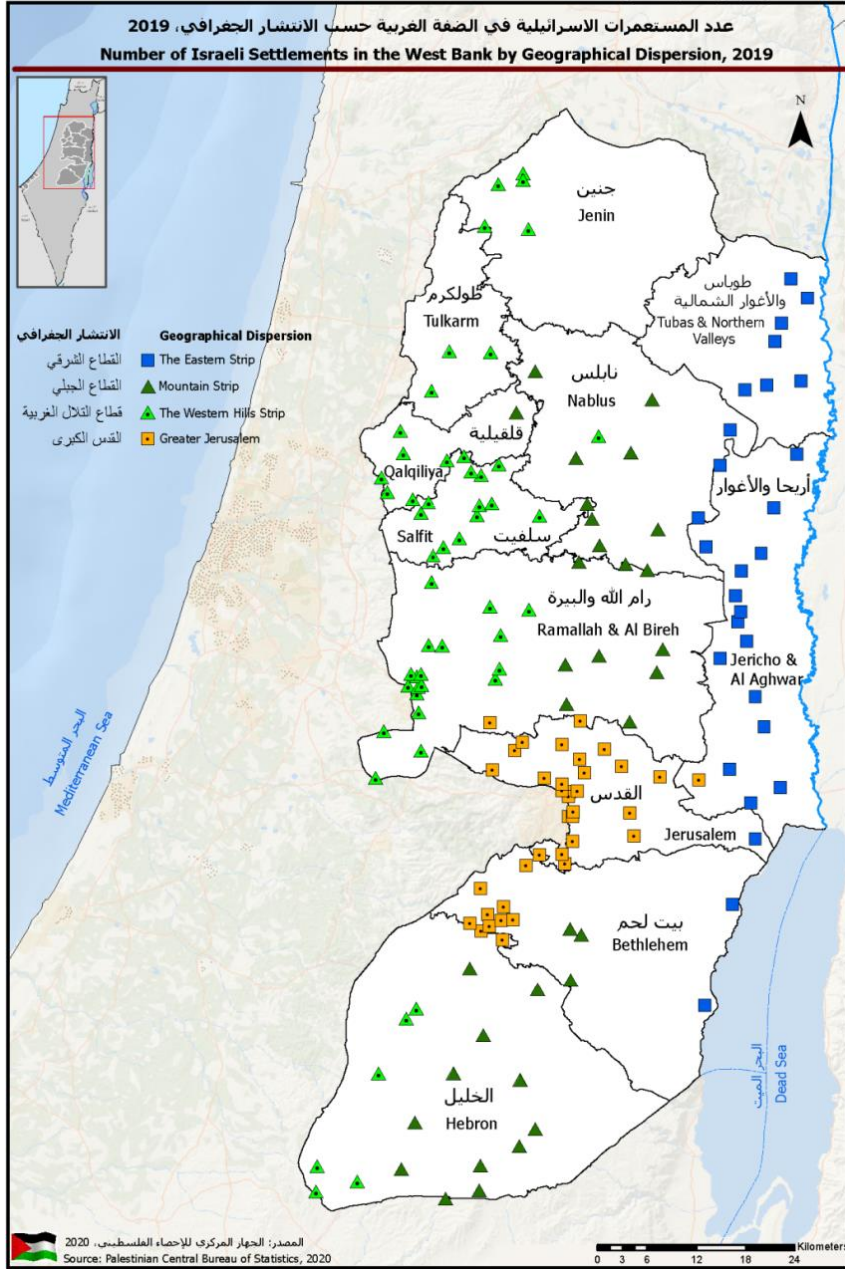 عدد المستعمرات الاسرائيلية في الضفة الغربية حسب الانتشار الجغرافي، 2019
Number of Israeli Settlements in the West Bank by Geographical Dispersion, 2019
N
جنين
Jenin
طوباس
والأغوار الشمالية
Tubas & Northern
Valleys
طولكرم
Tulkarm
الانتشار الجغرافي Geographical Dispersion
القطاع الشرقي The Eastern Strip
القطاع الجبلي Mountain Strip
قطاع التلال الغربية The Western Hills Strip
القدس الكبرى Greater Jerusalem
نابلس
Nablus
قلقيلية
Qalqiliya
أريحا والأغوار
سلفيت
Salfit
رام الله والبيرة
Ramallah & Al Bireh
Jericho &
Al Aghwar
البحر المتوسط
Mediterranean Sea
القدس
Jerusalem
بيت لحم
Bethlehem
البحر الميت
Dead Sea
الخليل
Hebron
المصدر: الجهاز المركزي للإحصاء الفلسطيني، 2020
Source: Palestinian Central Bureau of Statistics, 2020
Kilometers
0 3 6 12 18 24